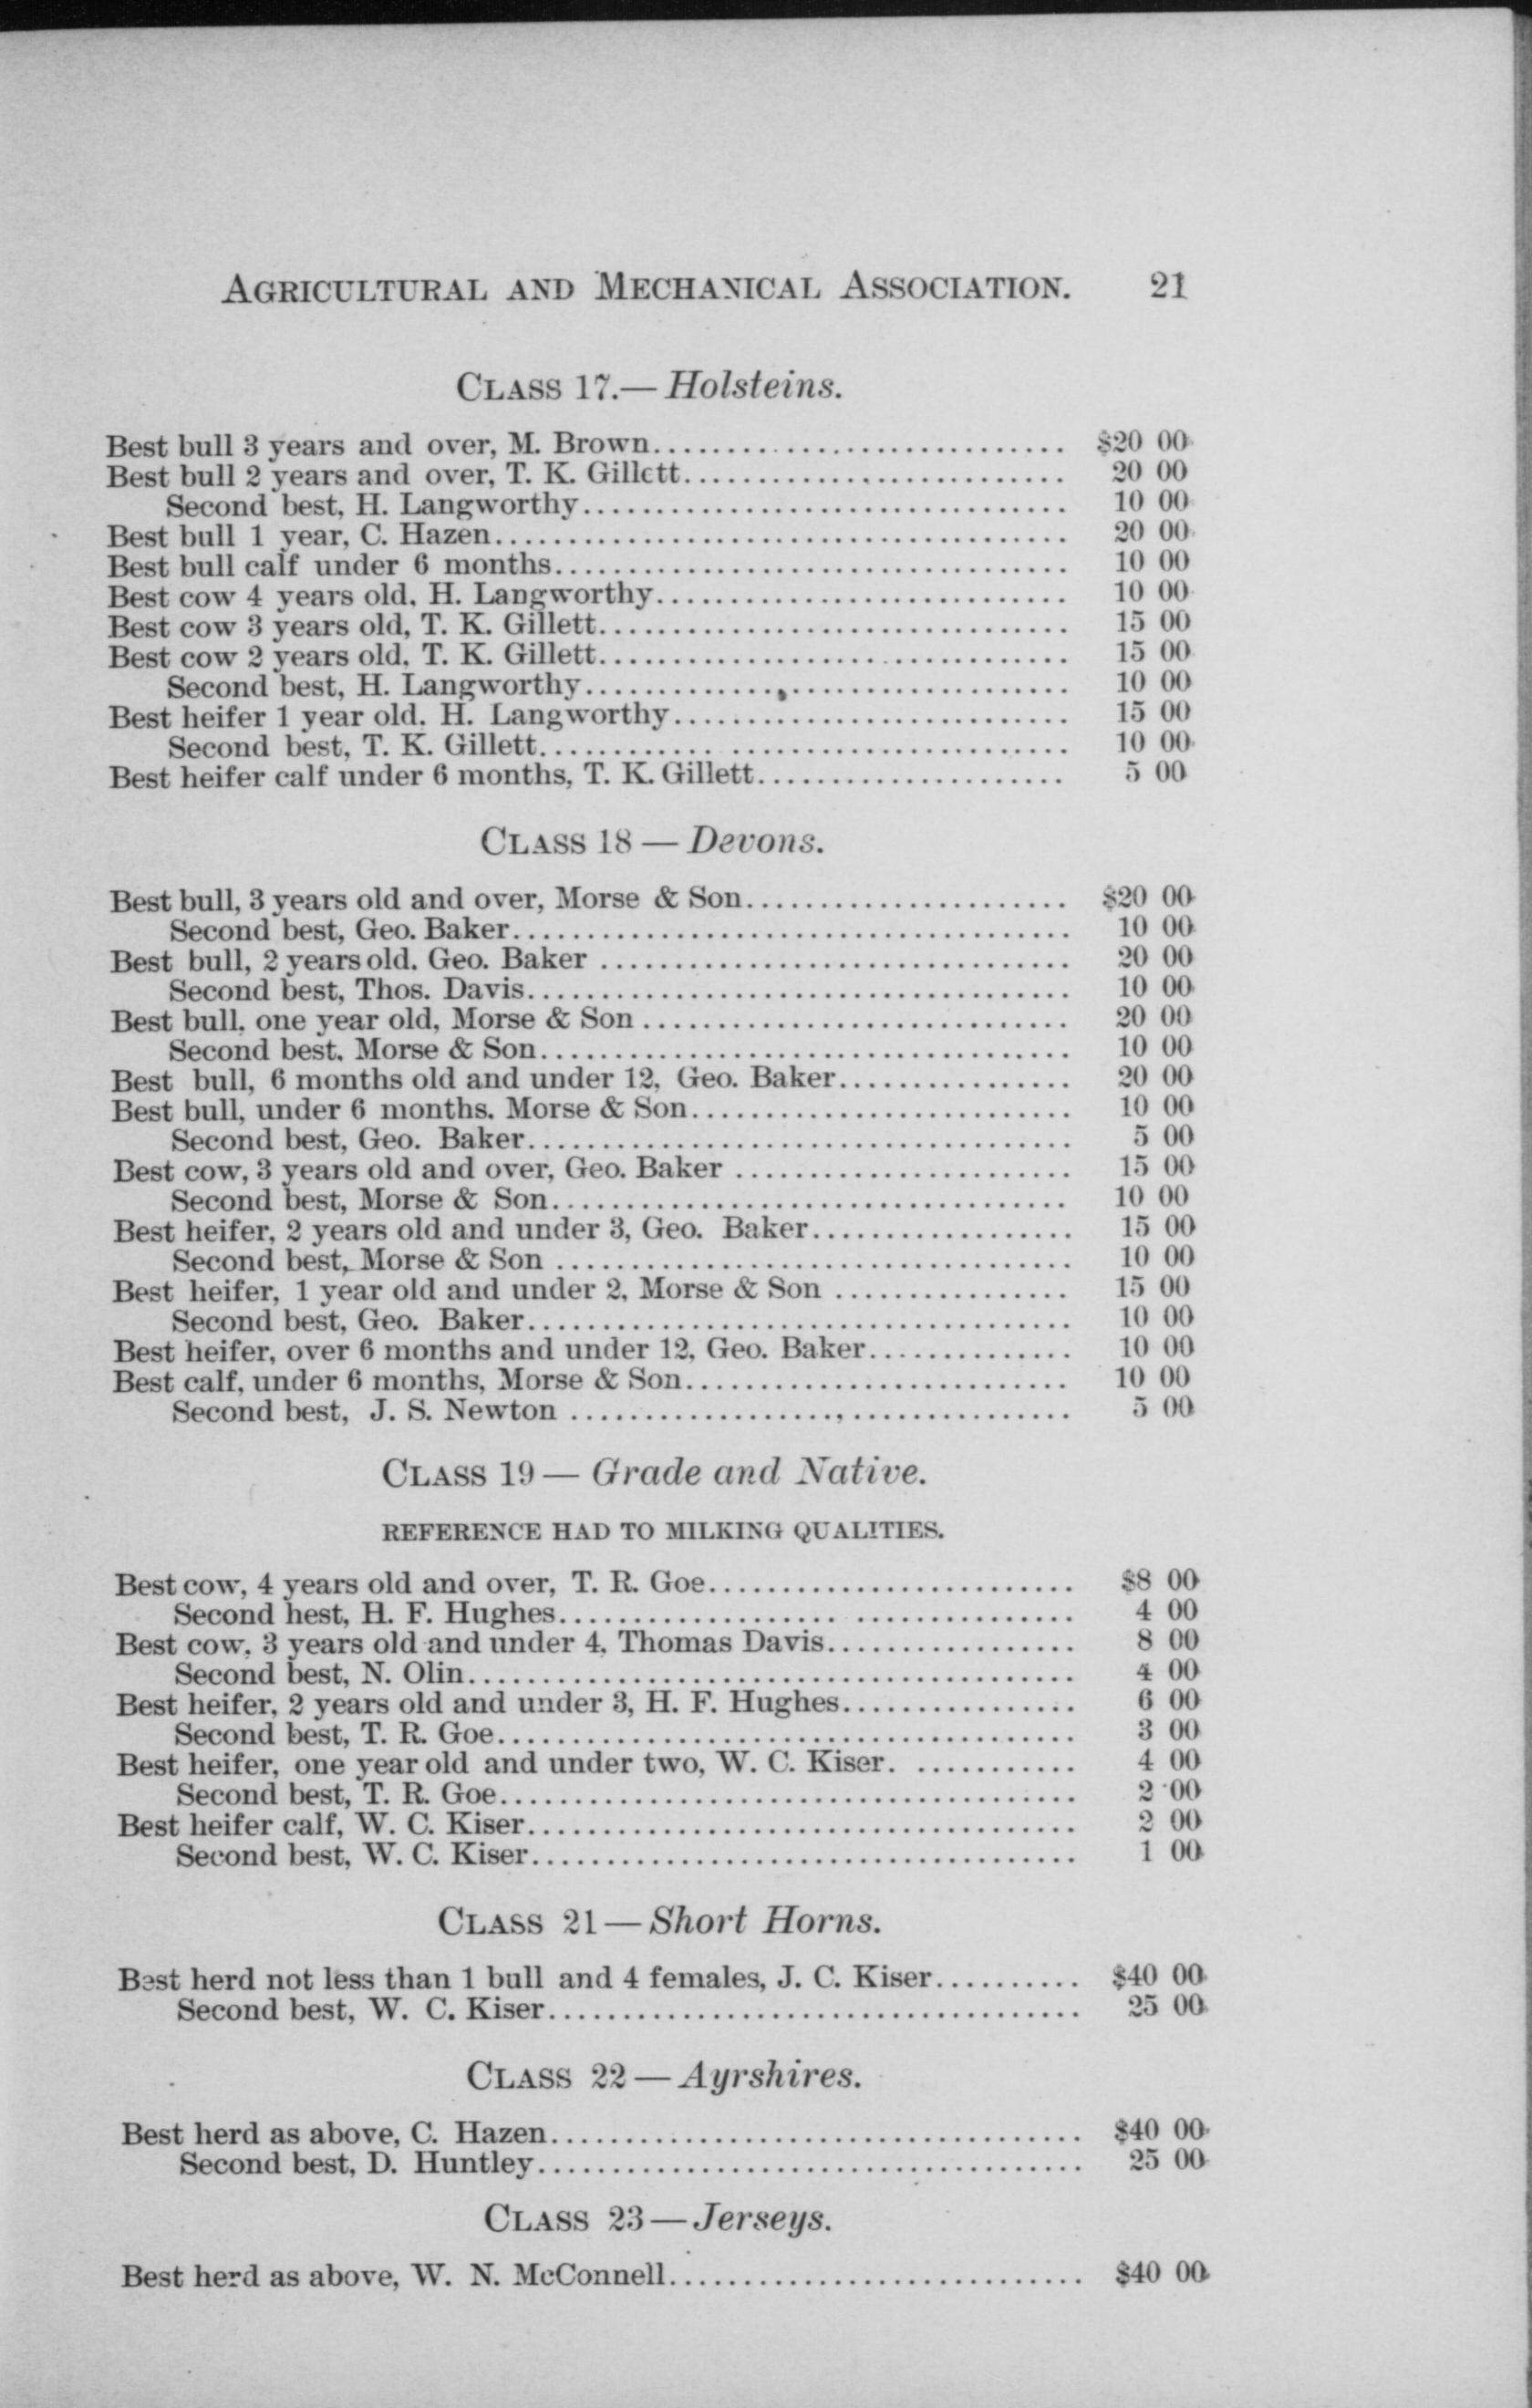 AGRICULTURAL AND MECHANICAL ASSOCIATION. 21
CLASS 17.—Holsteins.
Best bull 3 years and over, M. Brown.............................. $20 00
Best bull 2 years and over, T. K. Gillett.......................... 20 00
Second best, H. Langworthy................................. 10 00
Best bull 1 year, C. Hazen....................................... 20 00
Best bull calf under 6 months................................... 10 00
Best cow 4 years old, H. Langworthy............................ 10 00
Best cow 3 years old, T. K. Gillett................................ 15 00
Best cow 2 years old, T. K. Gillett................................ 15 00
Second best, H. Langworthy................................. 10 00
Best heifer 1 year old. H. Langworthy........................... 15 00
Second best, T. K. Gillett.................................... 10 00
Best heifer calf under 6 months, T. K. Gillett..................... 5 00
CLASS 18—Devons.
Best bull, 3 years old and over, Morse & Son...................... $20 00
Second best, Geo. Baker...................................... 10 00
Best bull, 2 years old. Geo. Baker ................................ 20 00
Second best, Thos. Davis..................................... 10 00
Best bull, one year old, Morse & Son............................. 20 00
Second best. Morse & Son.................................... 10 00
Best bull, 6 months old and under 12, Geo. Baker................ 20 00
Best bull, under 6 months. Morse & Son.......................... 10 00
Second best, Geo. Baker..................................... 5 00
Best cow, 3 years old and over, Geo. Baker ....................... 15 00
Second best, Morse & Son................................... 10 00
Best heifer, 2 years old and under 3, Geo. Baker.................. 15 00
Second best, Morse & Son ................................... 10 00
Best heifer, 1 year old and under 2, Morse & Son ................ 15 00
Second best, Geo. Baker..................................... 10 00
Best heifer, over 6 months and under 12, Geo. Baker.............. 10 00
Best calf, under 6 months, Morse & Son.......................... 10 00
Second best, J. S. Newton .................................. 5 00
CLASS 19—Grade and Native.
REFERENCE HAD TO MILKING QUALITIES.
Best cow, 4 years old and over, T. R. Goe......................... $8 00
Second hest, H. F. Hughes................................... 4 00
Best cow, 3 years old and under 4, Thomas Davis................. 8 00
Second best, N. Olin......................................... 4 00
Best heifer, 2 years old and under 3, H. F. Hughes................ 6 00
Second best, T. R. Goe....................................... 3 00
Best heifer, one year old and under two, W. C. Kiser. ........... 4 00
Second best, T. R. Goe....................................... 2 00
Best heifer calf, W. C. Kiser..................................... 2 00
Second best, W. C. Kiser..................................... 1 00
CLASS 21—Short Horns.
Best herd not less than 1 bull and 4 females, J. C. Kiser.......... $40 00
Second best, W. C. Kiser.................................... 25 00
CLASS 22—Ayrshires.
Best herd as above, C. Hazen.................................... $40 00
Second best, D. Huntley..................................... 25 00
CLASS 23—Jerseys.
Best herd as above, W. N. McConnell............................ $40 00